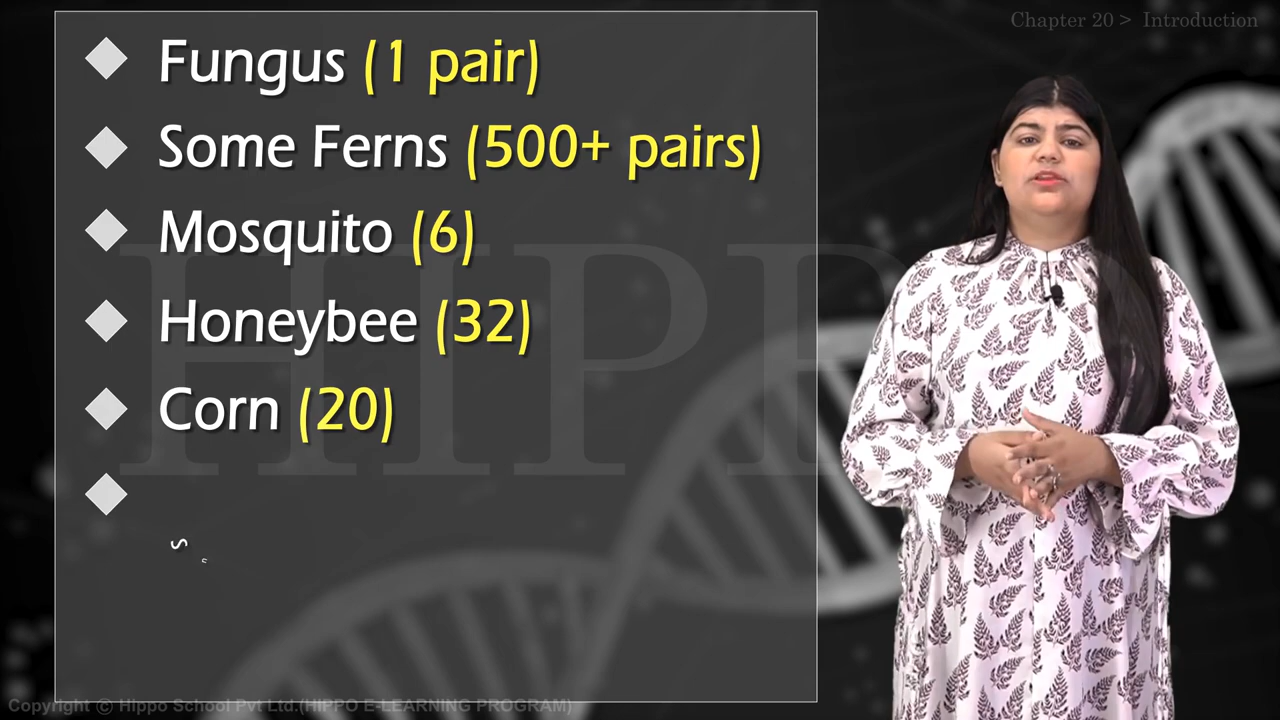 Chapter 20 > Introduction
Fungus (1 pair)
Some Ferns (500+ pairs)
Mosquito (6)
Honeybee (32)
Corn (20)
HIPP
Copyright © Hippo School Pvt Ltd.(HIPPO E-LEARNING PROGRAM)